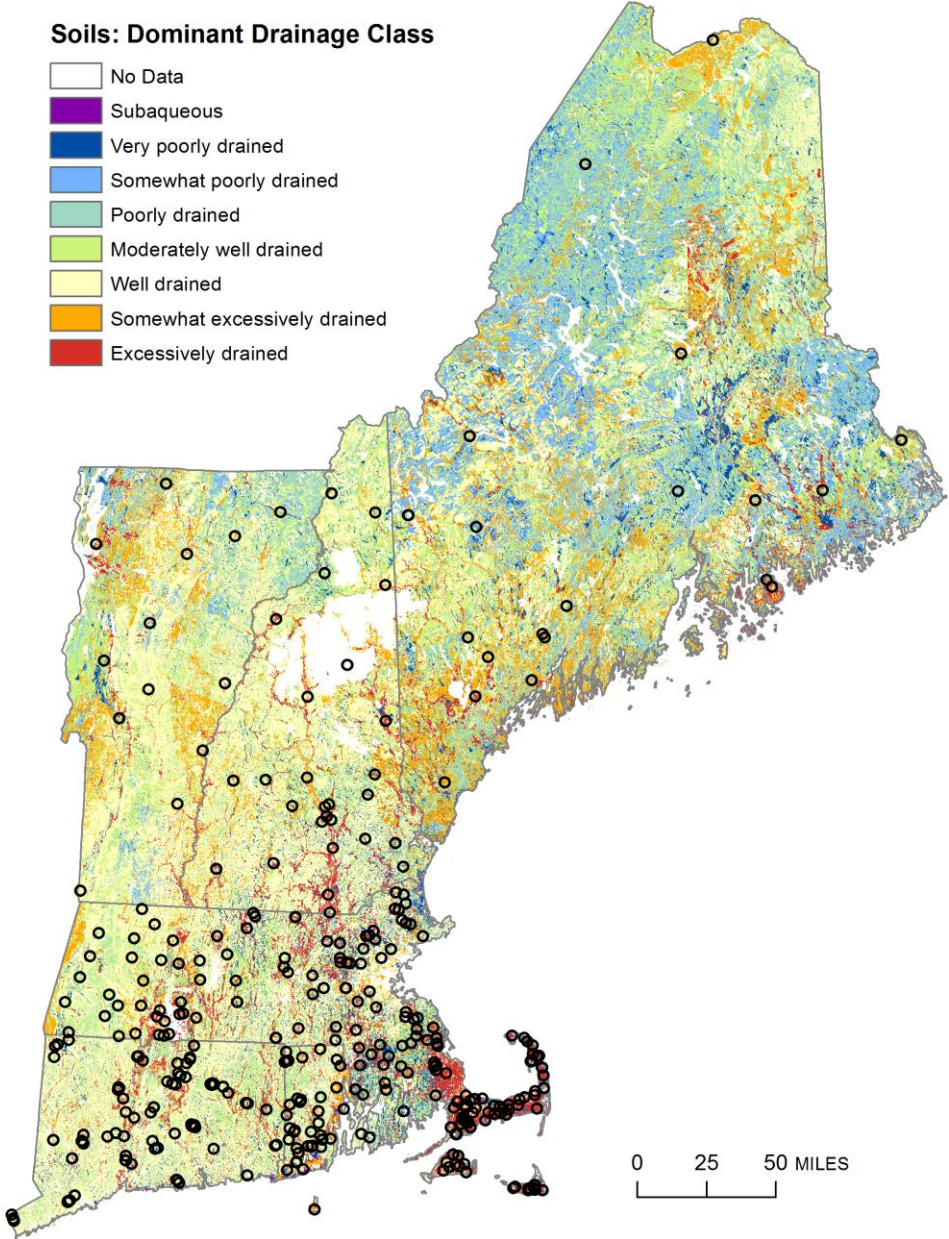 Soils: Dominant Drainage Class
No Data
Subaqueous
Very poorly drained
Somewhat poorly drained
Poorly drained
Moderately well drained
Well drained
Somewhat excessively drained
Excessively drained
0 25 50 MILES